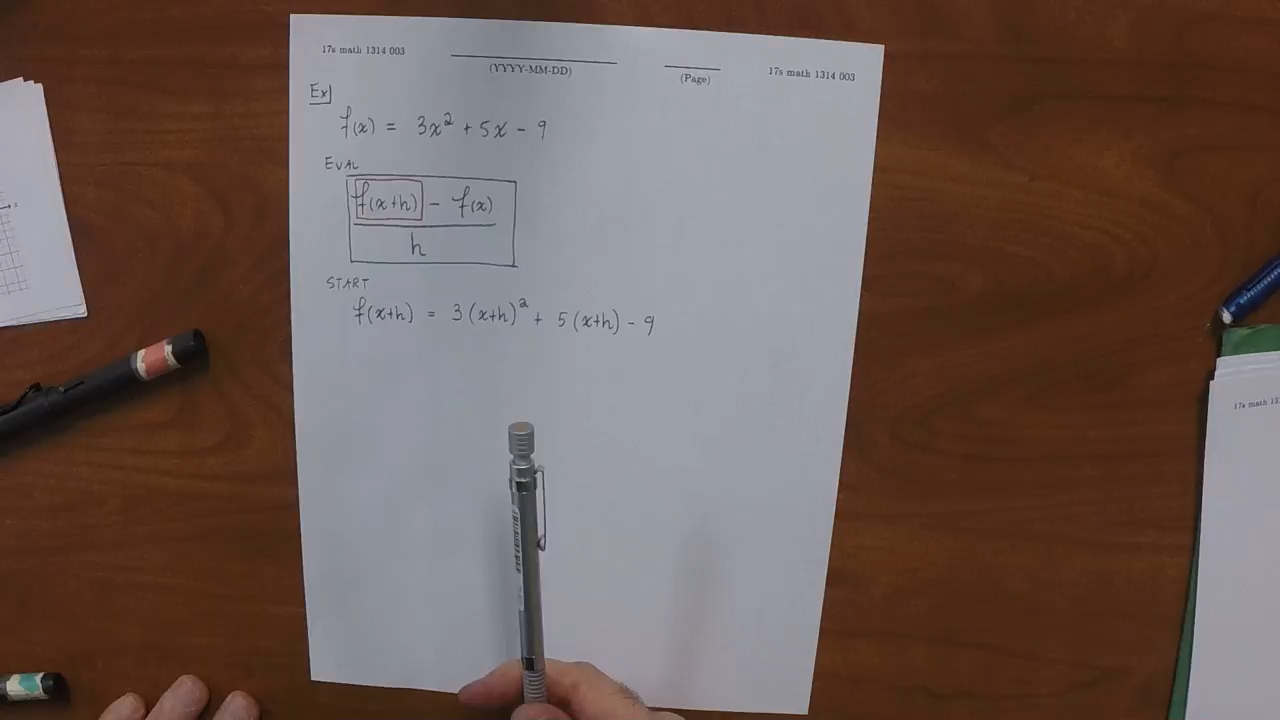 17s math 1314 003 (YYYY-MM-DD) (Page) 17s math 1314 003
Ex
f(x) = 3x² + 5x - 9
EVAL
f(x+h) - f(x)
h
START
f(x+h) = 3(x+h)² + 5(x+h) - 9
17s math 13